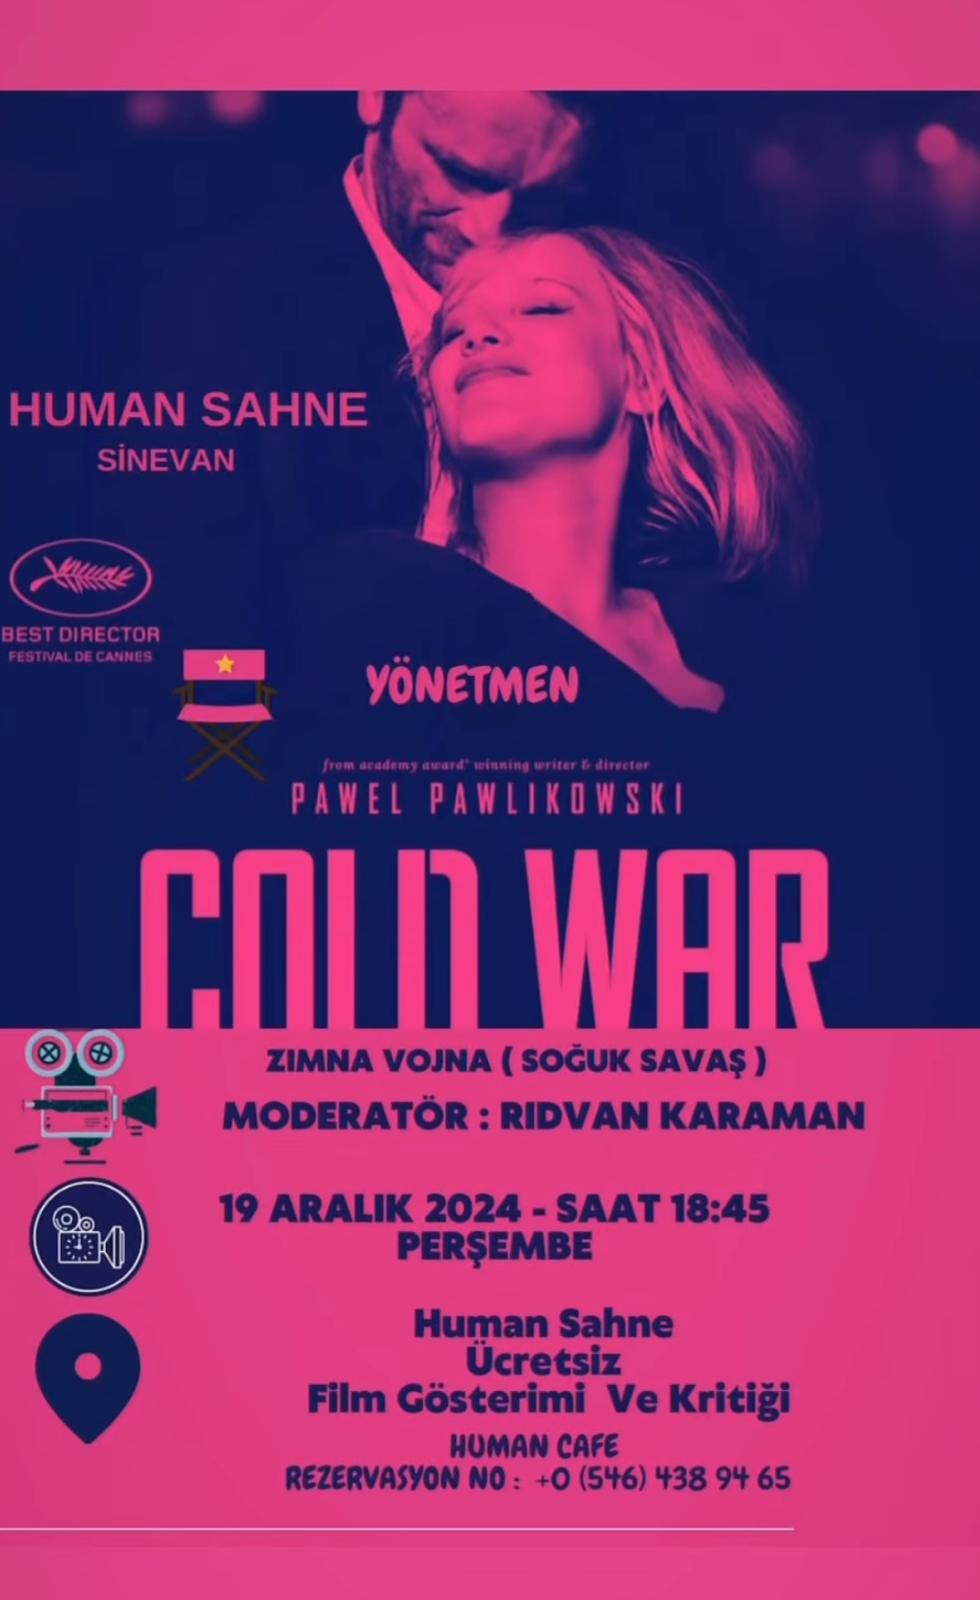 HUMAN SAHNE
SİNEVAN
BEST DIRECTOR
FESTIVAL DE CANNES
YÖNETMEN
from academy award® winning writer & director
PAWEL PAWLIKOWSKI
COLD WAR
ZIMNA VOJNA ( SOĞUK SAVAŞ )
MODERATÖR : RIDVAN KARAMAN
19 ARALIK 2024 - SAAT 18:45
PERŞEMBE
Human Sahne
Ücretsiz
Film Gösterimi Ve Kritiği
HUMAN CAFE
REZERVASYON NO : +0 (546) 438 94 65